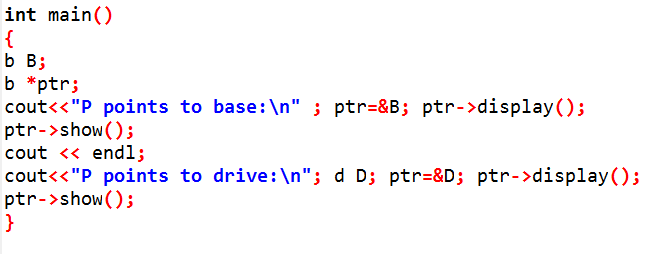 int main()
{
b B;
b *ptr;
cout<<"P points to base:\n" ; ptr=&B; ptr->display();
ptr->show();
cout << endl;
cout<<"P points to drive:\n"; d D; ptr=&D; ptr->display();
ptr->show();
}